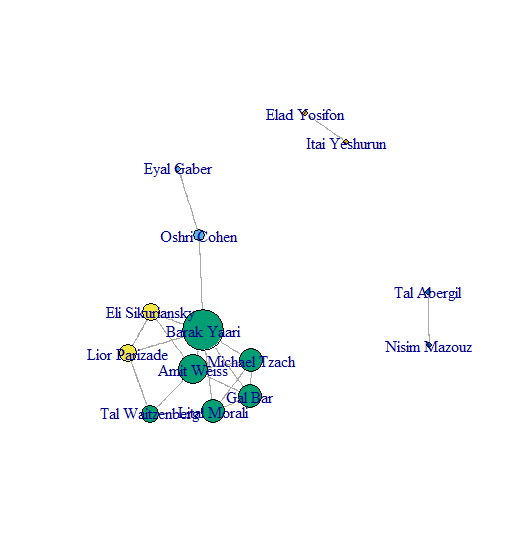 Elad Yosifon
Itai Yeshurun
Eyal Gaber
Oshri Cohen
Tal Abergil
Eli Sikuriansky
Barak Yaari
Nisim Mazouz
Lior Parizade
Michael Tzach
Amit Weiss
Gal Bar
Tal Waitzenberg
Lital Morali